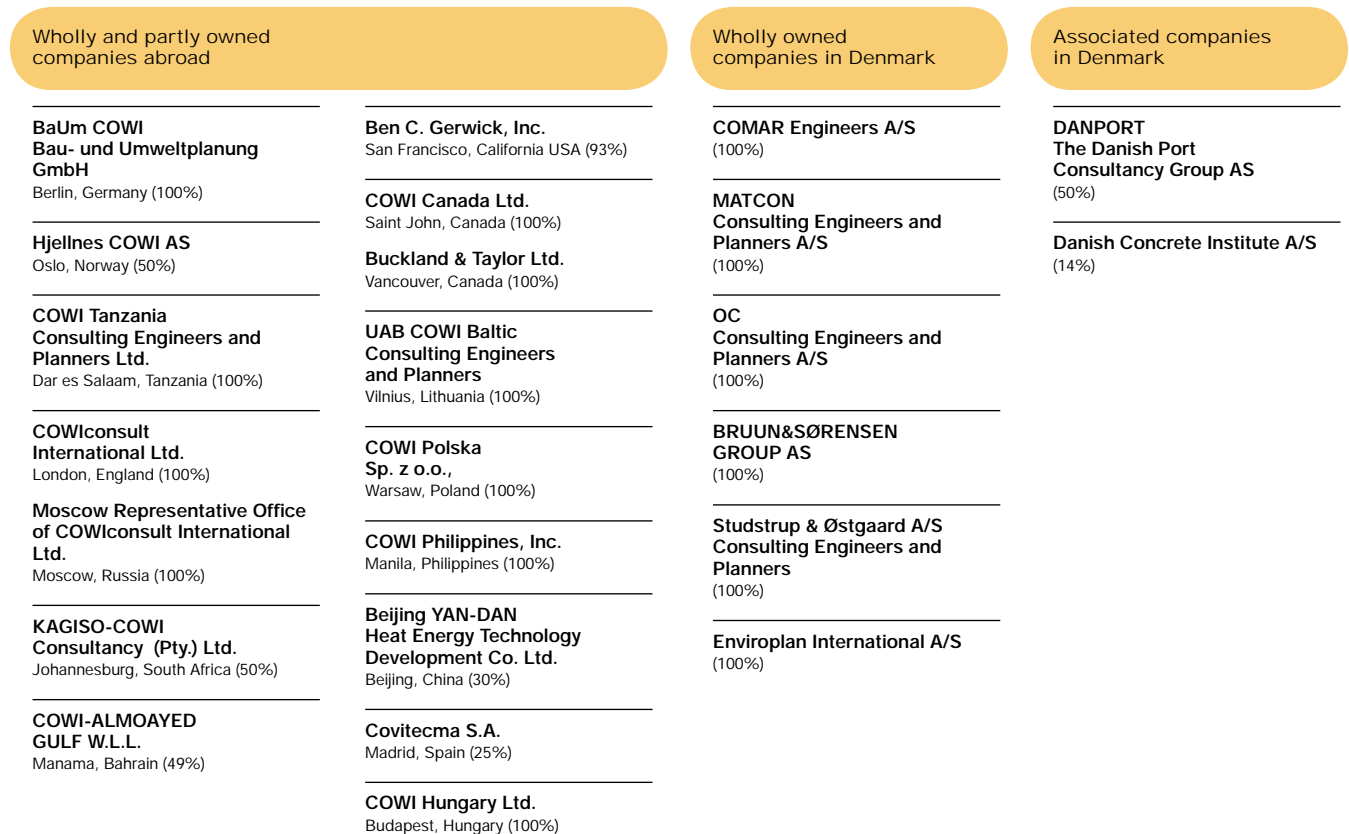 Wholly and partly owned
companies abroad
BaUm COWI
Bau- und Umweltplanung
GmbH
Berlin, Germany (100%)
Hjellnes COWI AS
Oslo, Norway (50%)
COWI Tanzania
Consulting Engineers and
Planners Ltd.
Dar es Salaam, Tanzania (100%)
COWIconsult
International Ltd.
London, England (100%)
Moscow Representative Office
of COWIconsult International
Ltd.
Moscow, Russia (100%)
KAGISO-COWI
Consultancy (Pty.) Ltd.
Johannesburg, South Africa (50%)
COWI-ALMOAYED
GULF W.L.L.
Manama, Bahrain (49%)
Ben C. Gerwick, Inc.
San Francisco, California USA (93%)
COWI Canada Ltd.
Saint John, Canada (100%)
Buckland & Taylor Ltd.
Vancouver, Canada (100%)
UAB COWI Baltic
Consulting Engineers
and Planners
Vilnius, Lithuania (100%)
COWI Polska
Sp. z o.o.,
Warsaw, Poland (100%)
COWI Philippines, Inc.
Manila, Philippines (100%)
Beijing YAN-DAN
Heat Energy Technology
Development Co. Ltd.
Beijing, China (30%)
Covitecma S.A.
Madrid, Spain (25%)
COWI Hungary Ltd.
Budapest, Hungary (100%)
Wholly owned
companies in Denmark
COMAR Engineers A/S
(100%)
MATCON
Consulting Engineers and
Planners A/S
(100%)
OC
Consulting Engineers and
Planners A/S
(100%)
BRUUN&SØRENSEN
GROUP AS
(100%)
Studstrup & Østgaard A/S
Consulting Engineers and
Planners
(100%)
Enviroplan International A/S
(100%)
Associated companies
in Denmark
DANPORT
The Danish Port
Consultancy Group AS
(50%)
Danish Concrete Institute A/S
(14%)